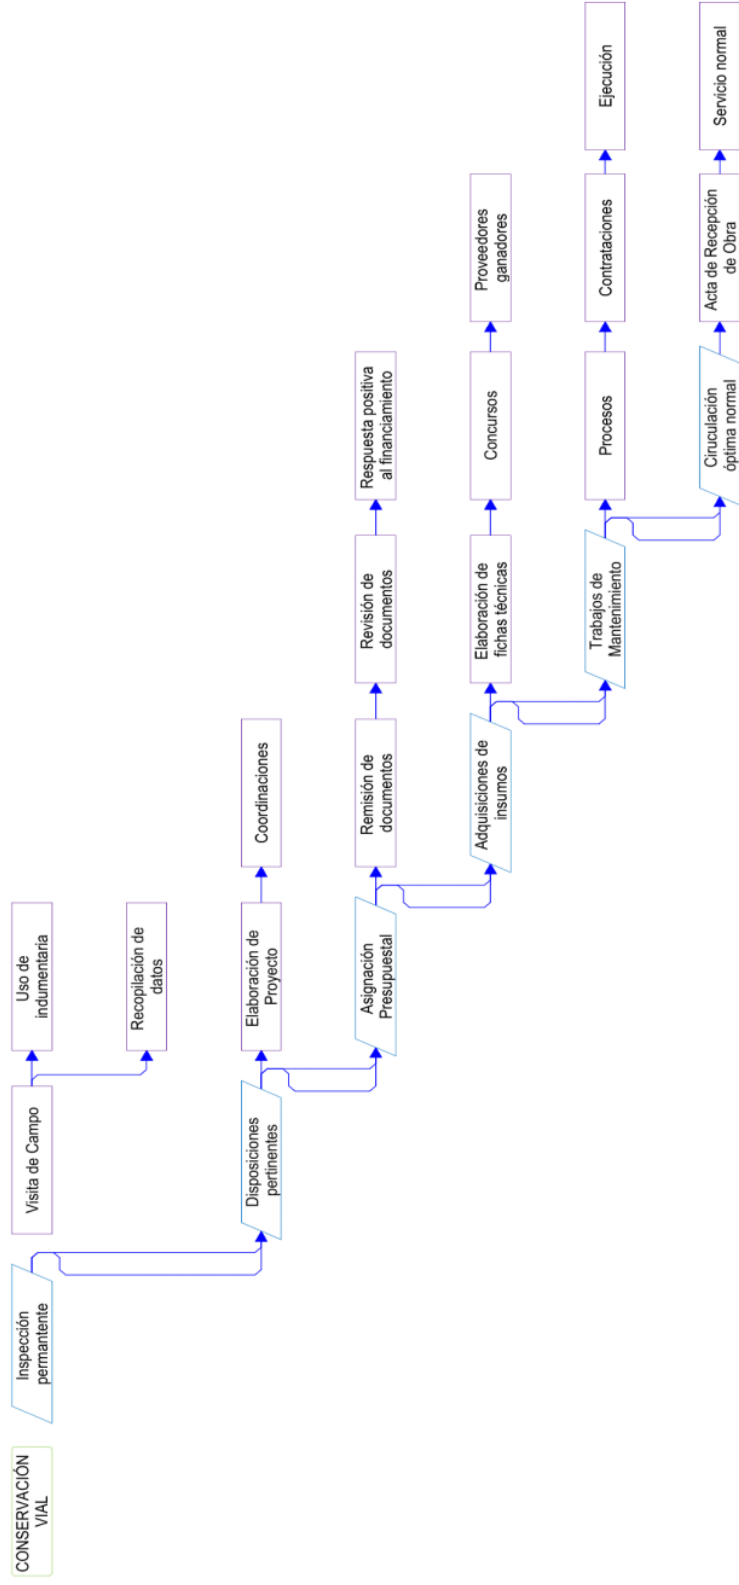 CONSERVACIÓN
VIAL
Inspección
permantente
Visita de Campo
Uso de
indumentaria
Recopilación de
datos
Disposiciones
pertinentes
Elaboración de
Proyecto
Coordinaciones
Asignación
Presupuestal
Remisión de
documentos
Revisión de
documentos
Respuesta positiva
al financiamiento
Adquisiciones de
insumos
Elaboración de
fichas técnicas
Concursos
Proveedores
ganadores
Trabajos de
Mantenimiento
Procesos
Contrataciones
Ejecución
Ciruculación
óptima normal
Acta de Recepción
de Obra
Servicio normal